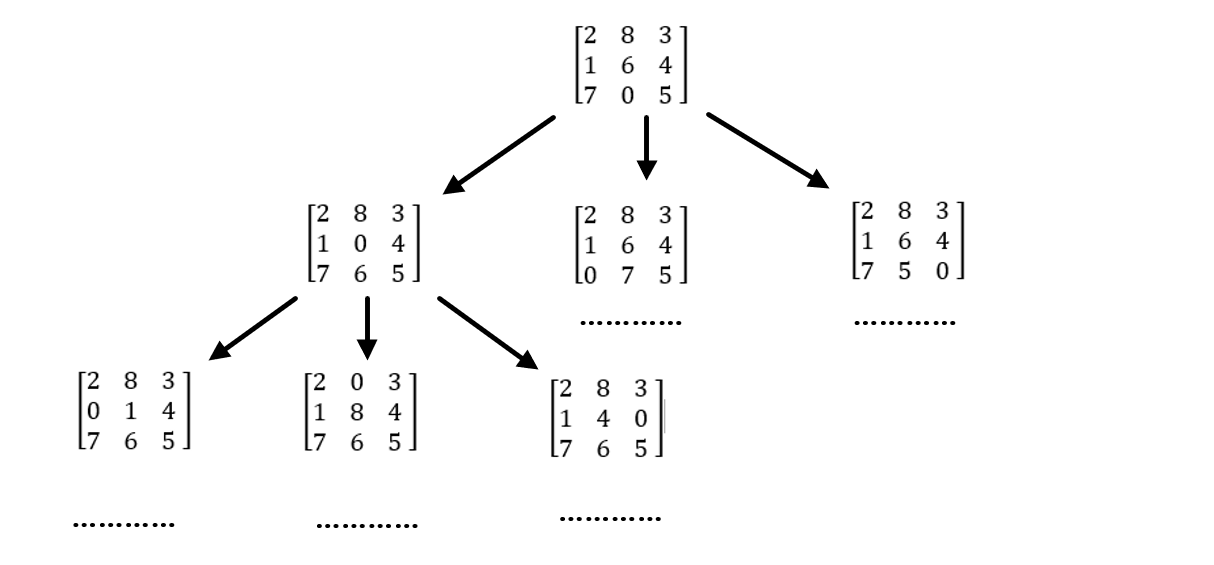 2 8 3
1 6 4
7 0 5
2 8 3
1 0 4
7 6 5
2 8 3
1 6 4
0 7 5
2 8 3
1 6 4
7 5 0
............
............
2 8 3
0 1 4
7 6 5
2 0 3
1 8 4
7 6 5
2 8 3
1 4 0
7 6 5
............
............
............